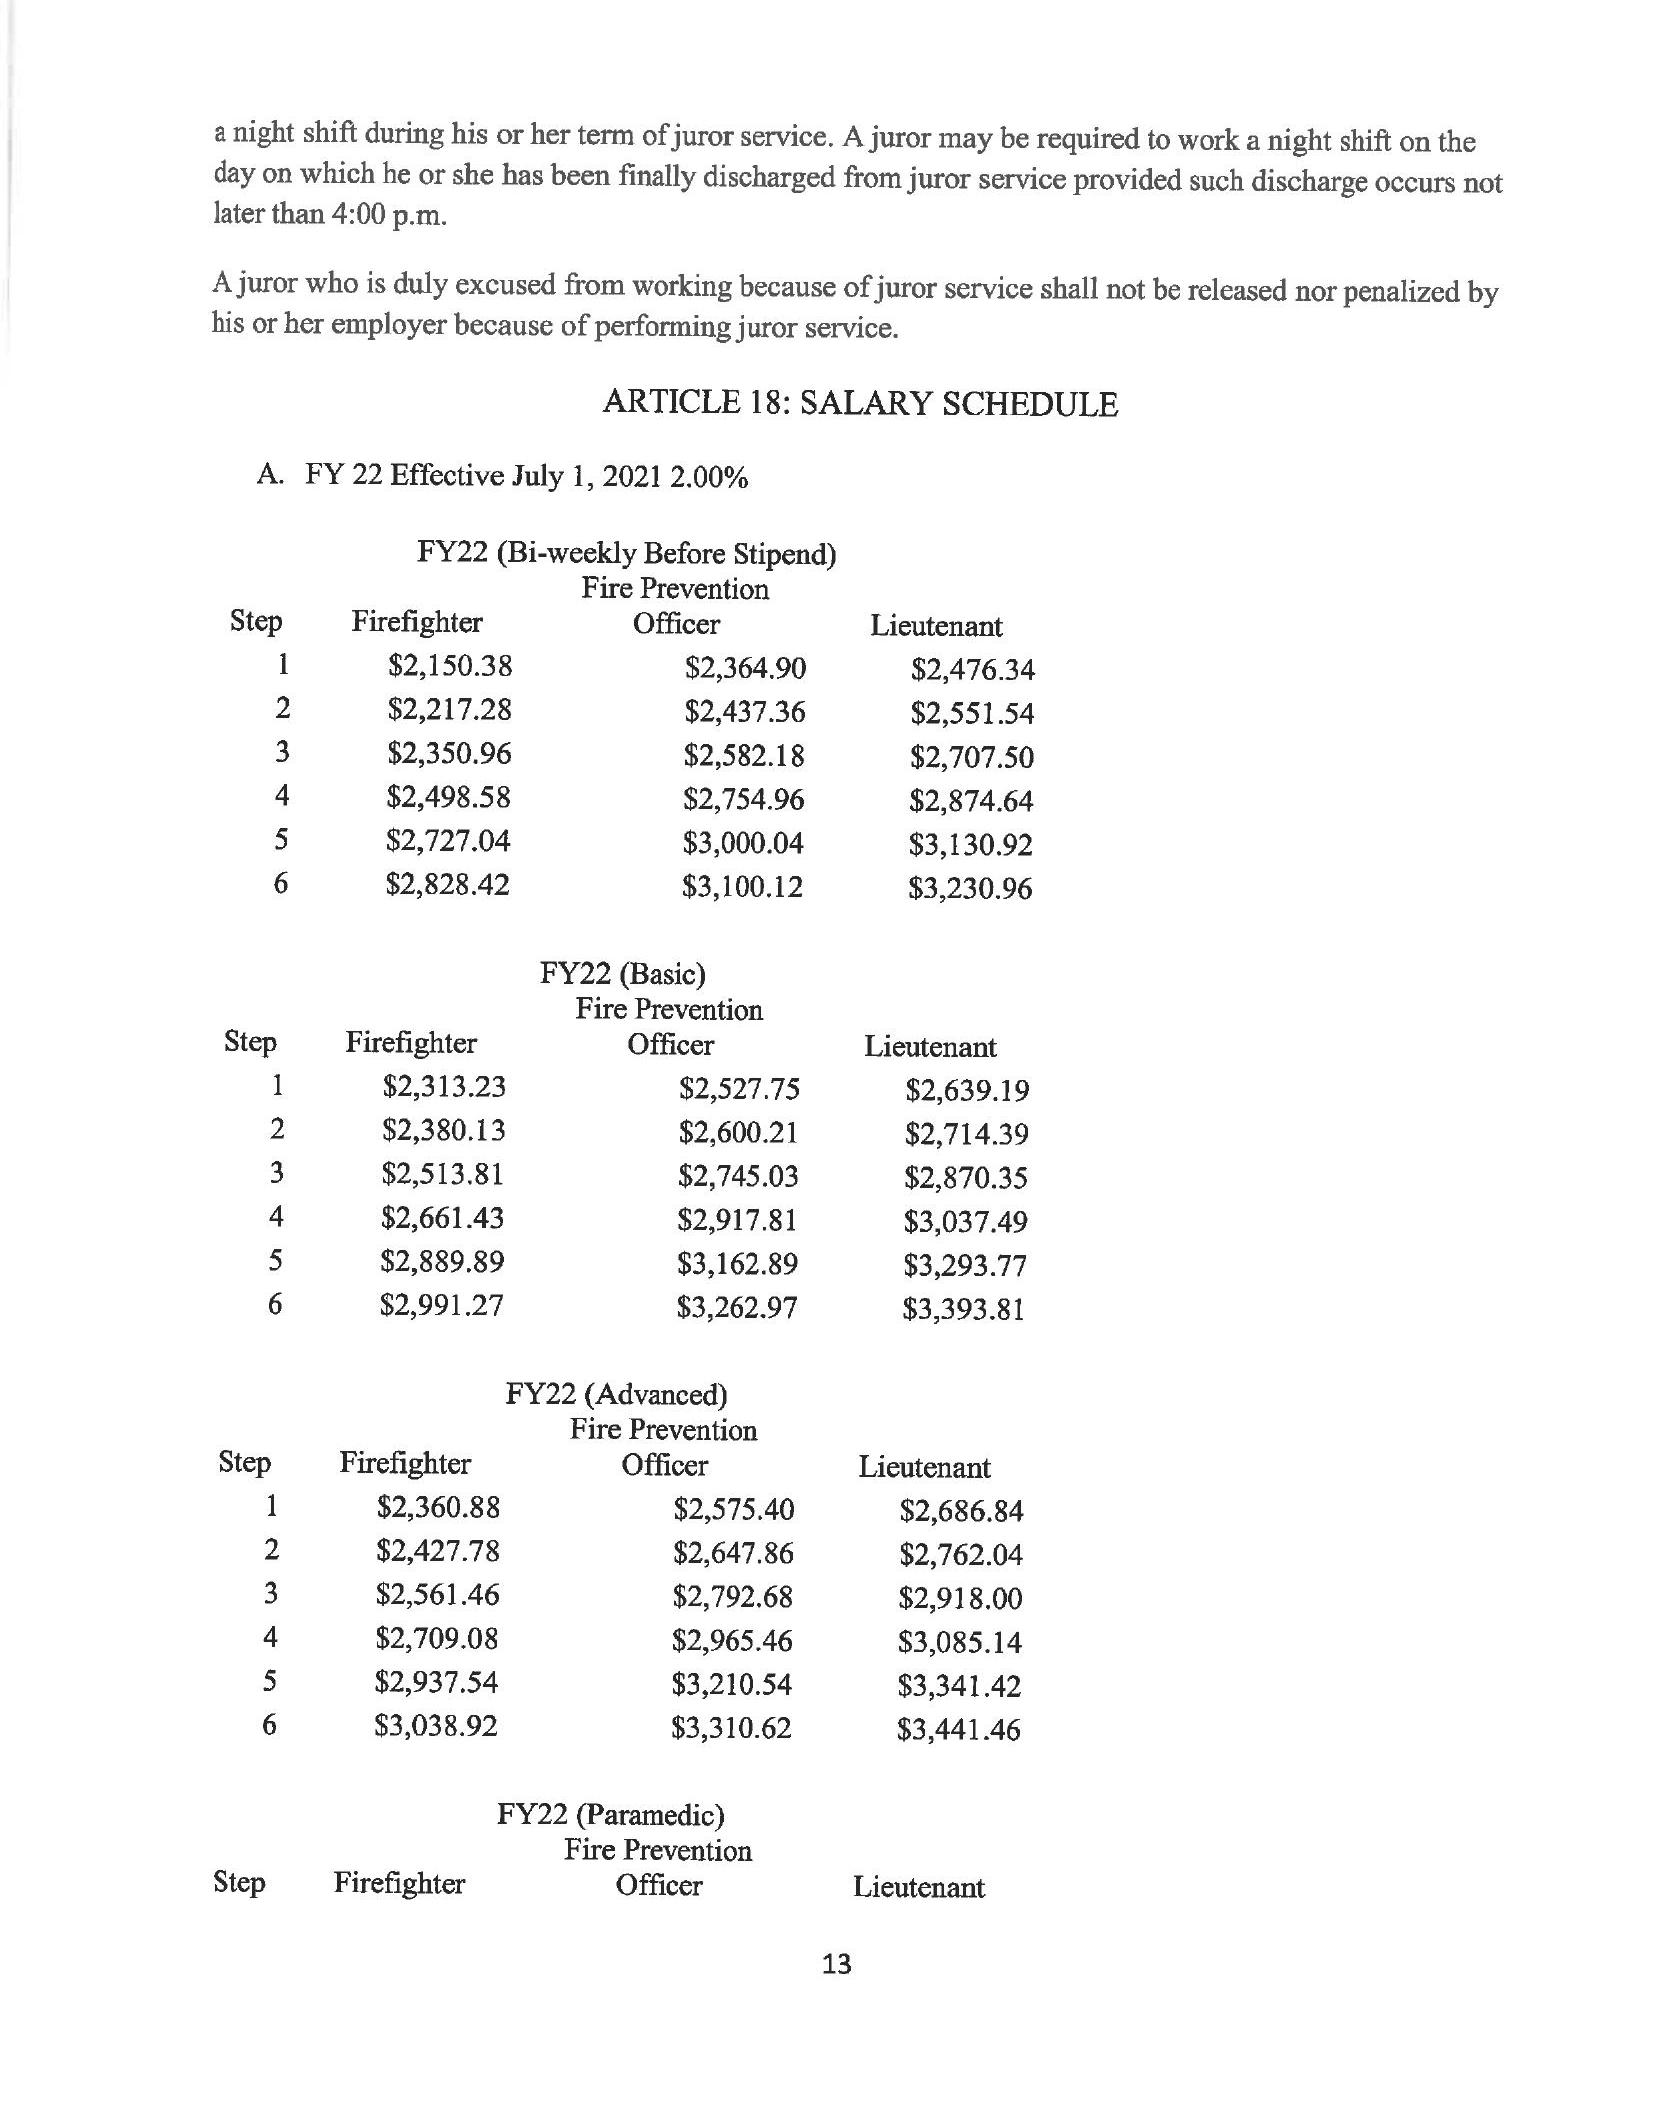 a night shift during his or her term of juror service. A juror may be required to work a night shift on the
day on which he or she has been finally discharged from juror service provided such discharge occurs not
later than 4:00 p.m.
A juror who is duly excused from working because of juror service shall not be released nor penalized by
his or her employer because of performing juror service.
ARTICLE 18: SALARY SCHEDULE
A. FY 22 Effective July 1, 2021 2.00%
FY22 (Bi-weekly Before Stipend)
Fire Prevention
Step Firefighter Officer Lieutenant
1 $2,150.38 $2,364.90 $2,476.34
2 $2,217.28 $2,437.36 $2,551.54
3 $2,350.96 $2,582.18 $2,707.50
4 $2,498.58 $2,754.96 $2,874.64
5 $2,727.04 $3,000.04 $3,130.92
6 $2,828.42 $3,100.12 $3,230.96
FY22 (Basic)
Fire Prevention
Step Firefighter Officer Lieutenant
1 $2,313.23 $2,527.75 $2,639.19
2 $2,380.13 $2,600.21 $2,714.39
3 $2,513.81 $2,745.03 $2,870.35
4 $2,661.43 $2,917.81 $3,037.49
5 $2,889.89 $3,162.89 $3,293.77
6 $2,991.27 $3,262.97 $3,393.81
FY22 (Advanced)
Fire Prevention
Step Firefighter Officer Lieutenant
1 $2,360.88 $2,575.40 $2,686.84
2 $2,427.78 $2,647.86 $2,762.04
3 $2,561.46 $2,792.68 $2,918.00
4 $2,709.08 $2,965.46 $3,085.14
5 $2,937.54 $3,210.54 $3,341.42
6 $3,038.92 $3,310.62 $3,441.46
FY22 (Paramedic)
Fire Prevention
Step Firefighter Officer Lieutenant
13